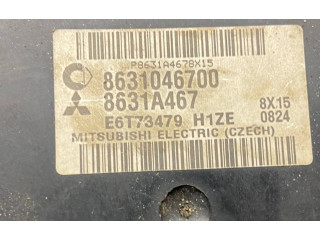 P8631A4678X15
8631046700
8631A467 8X15
E6T73479 H1ZE 0824
MITSUBISHI ELECTRIC (CZECH)